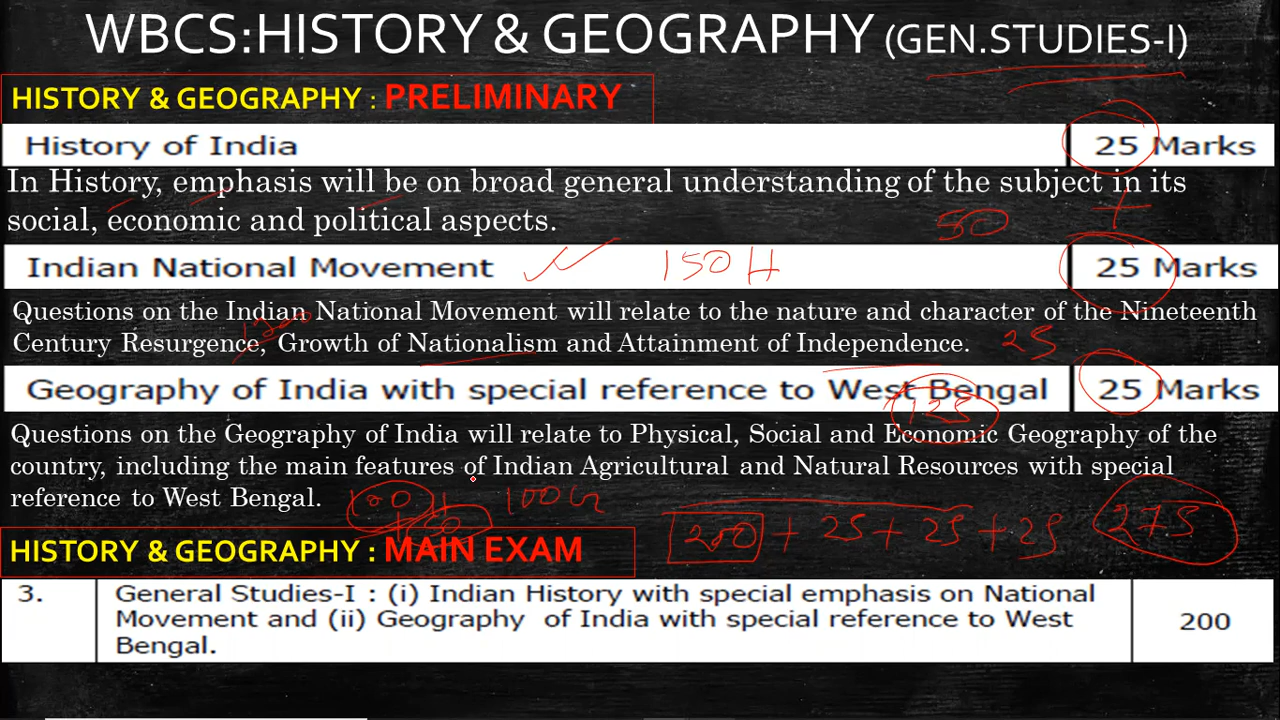 WBCS:HISTORY & GEOGRAPHY (GEN.STUDIES-I)
HISTORY & GEOGRAPHY : PRELIMINARY
History of India 25 Marks
In History, emphasis will be on broad general understanding of the subject in its
social, economic and political aspects.
+
50
Indian National Movement 150 H 25 Marks
Questions on the Indian National Movement will relate to the nature and character of the Nineteenth
Century Resurgence, Growth of Nationalism and Attainment of Independence.
25
Geography of India with special reference to West Bengal 25 Marks
125
Questions on the Geography of India will relate to Physical, Social and Economic Geography of the
country, including the main features of Indian Agricultural and Natural Resources with special
reference to West Bengal.
100 + 100 G
200 + 25 + 25 + 25 275
HISTORY & GEOGRAPHY : MAIN EXAM
3. General Studies-I : (i) Indian History with special emphasis on National
Movement and (ii) Geography of India with special reference to West 200
Bengal.